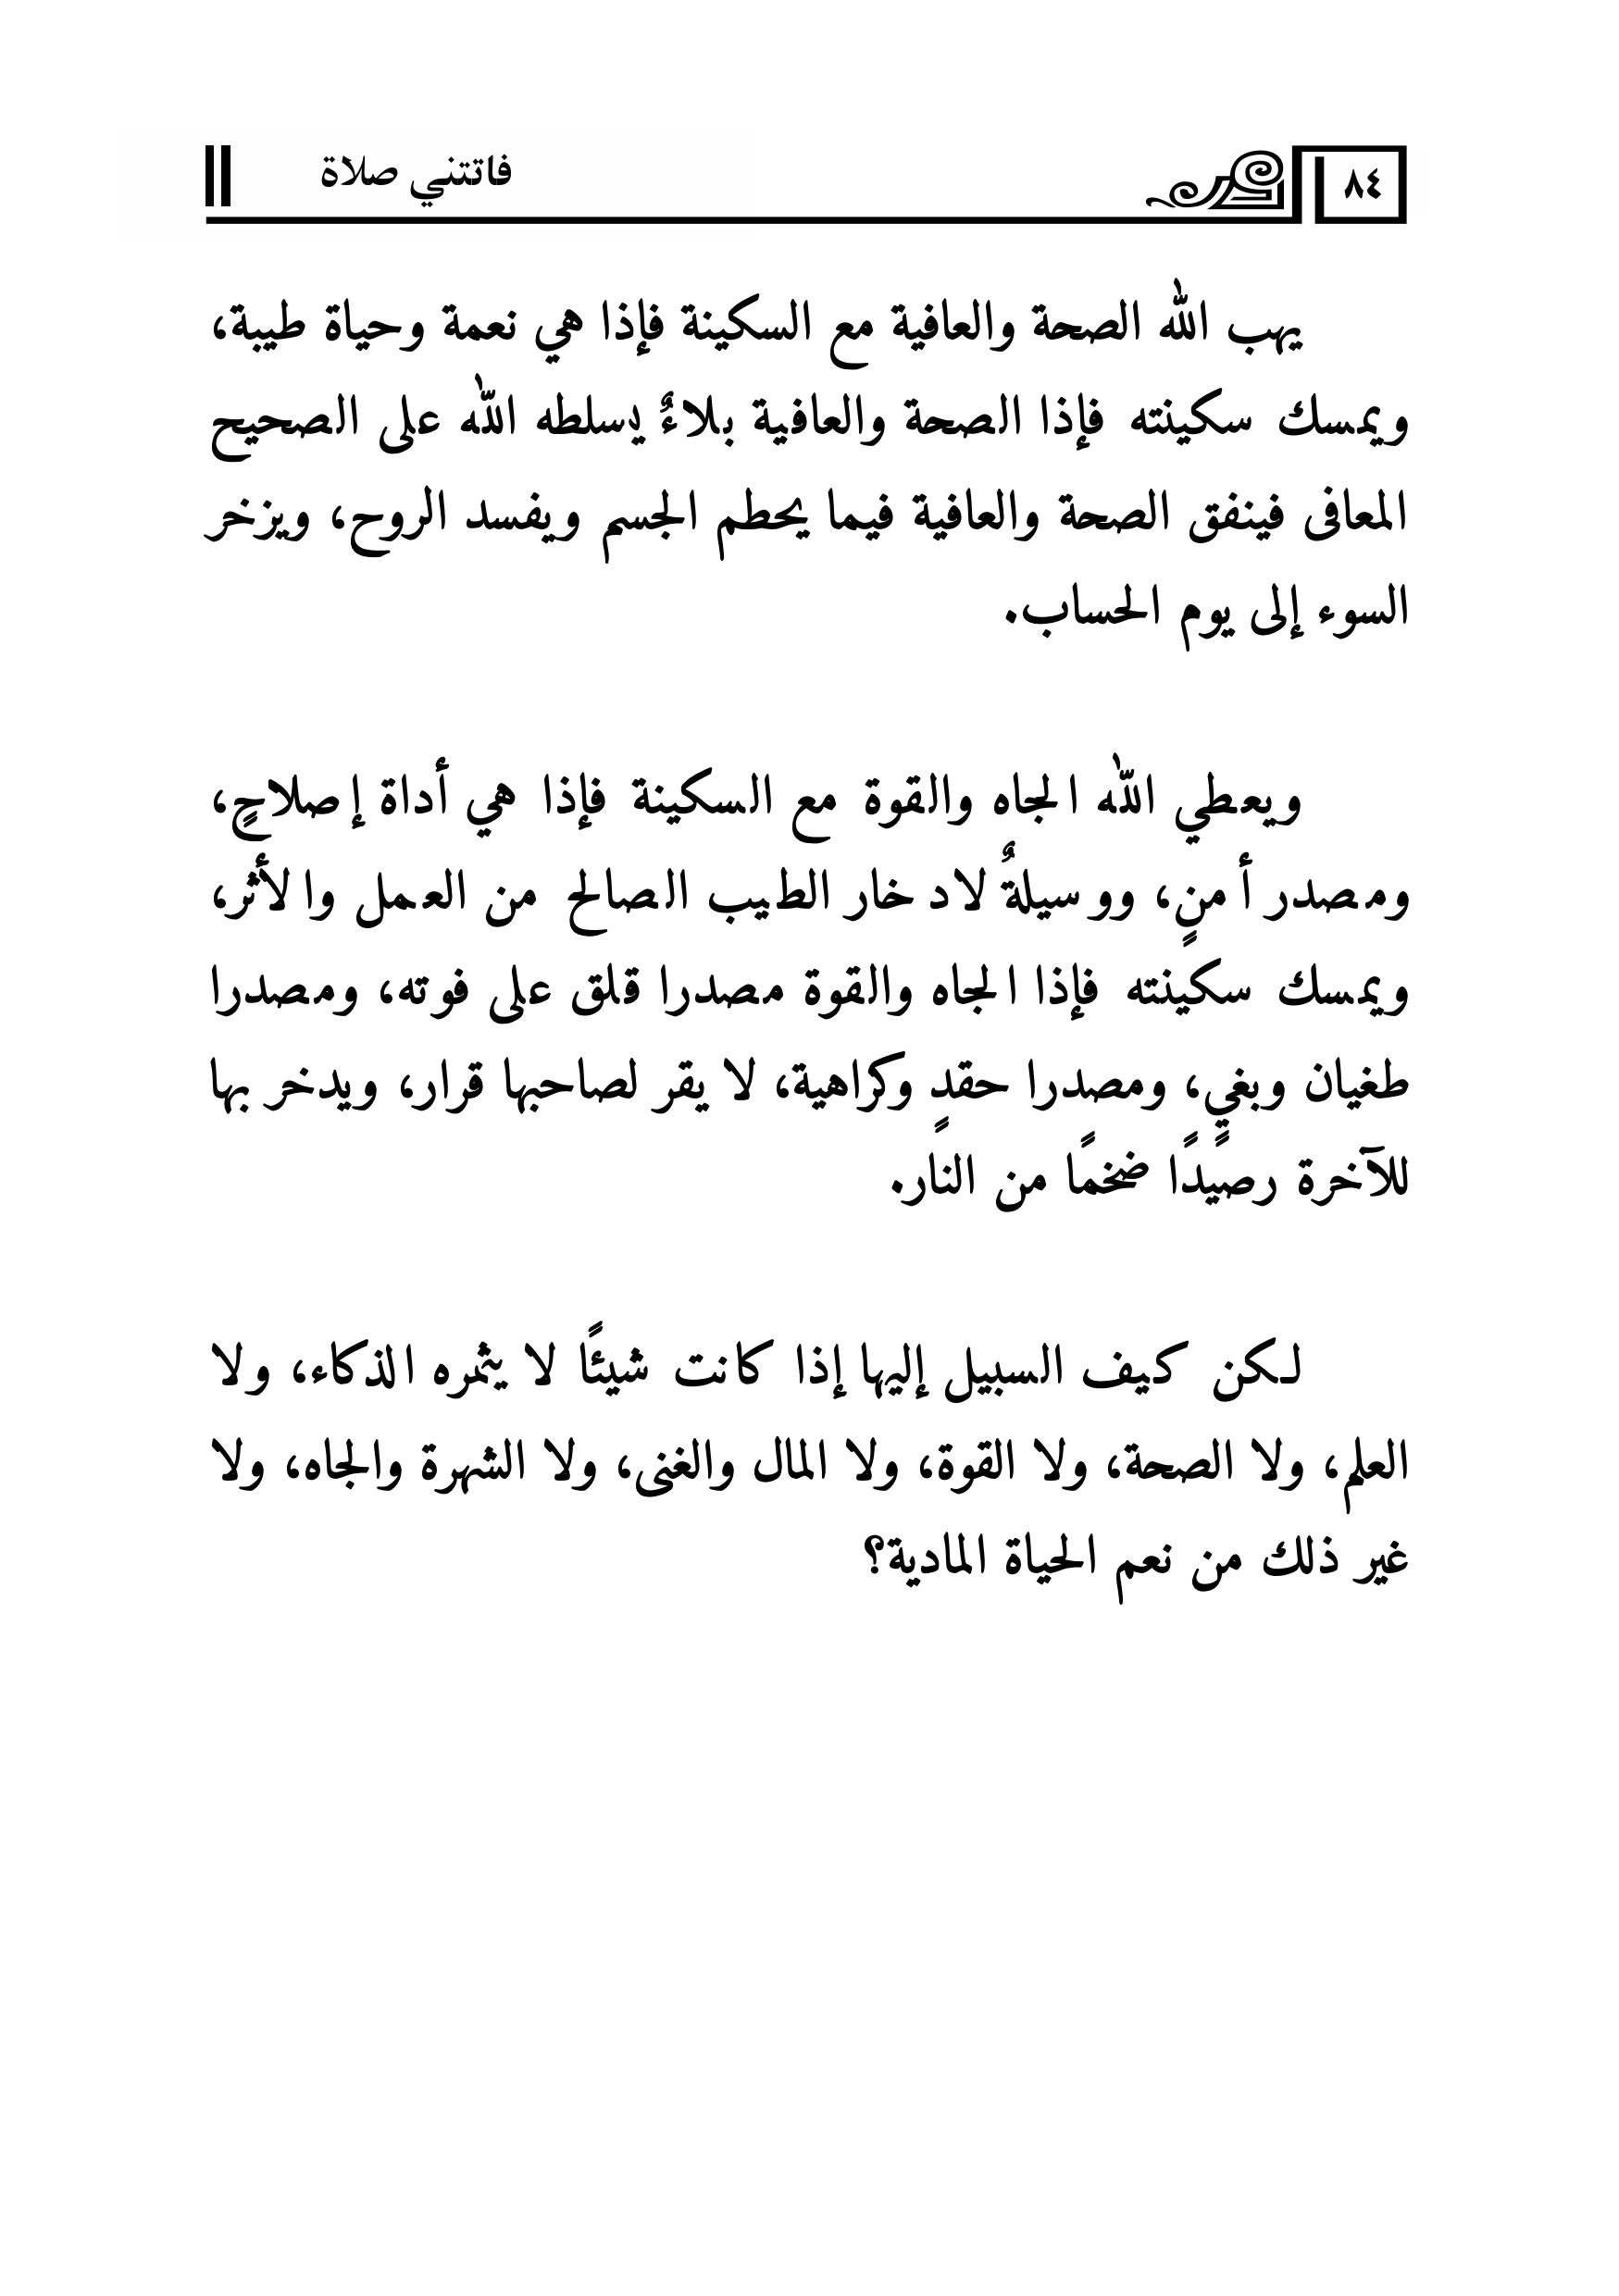 ٨٤
فاتتني صلاة
يهب الله الصحة والعافية مع السكينة فإذا هي نعمة وحياة طيبة،
ويمسك سكينته فإذا الصحة والعافية بلاءٌ يسلطه الله على الصحيح
المعافى فينفق الصحة والعافية فيما يحطم الجسم ويفسد الروح، ويزخر
السوء إلى يوم الحساب.
ويعطي الله الجاه والقوة مع السكينة فإذا هي أداة إصلاحٍ،
ومصدر أمنٍ، ووسيلةٌ لادخار الطيب الصالح من العمل والأثر،
ويمسك سكينته فإذا الجاه والقوة مصدرا قلق على فوته، ومصدرا
طغيان وبغيٍ، ومصدرا حقدٍ وكراهية، لا يقر لصاحبها قرار، ويدخر بها
للآخرة رصيدًا ضخمًا من النار.
لكن كيف السبيل إليها إذا كانت شيئًا لا يثمره الذكاء، ولا
العلم، ولا الصحة، ولا القوة، ولا المال والغنى، ولا الشهرة والجاه، ولا
غير ذلك من نعم الحياة المادية؟